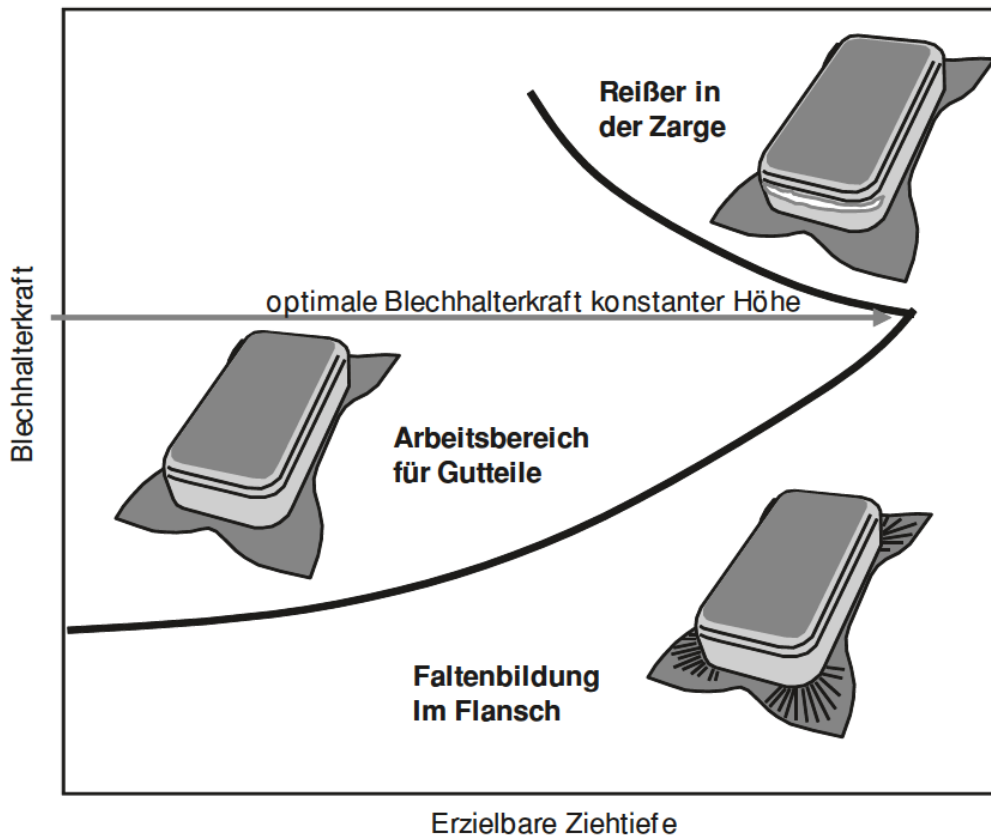 Reißer in
der Zarge
optimale Blechhalterkraft konstanter Höhe
Blechhalterkraft
Arbeitsbereich
für Gutteile
Faltenbildung
Im Flansch
Erzielbare Ziehtiefe